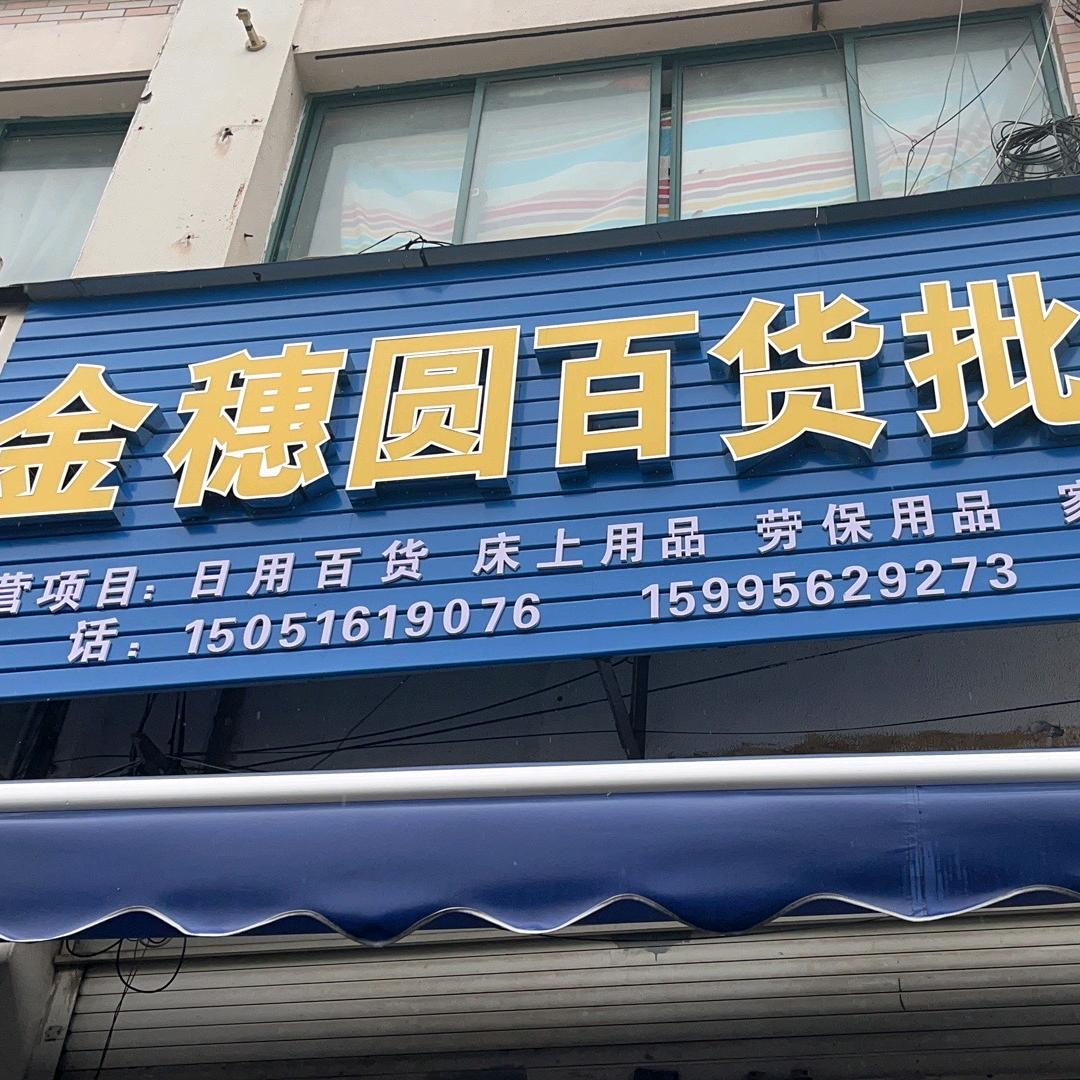 金穗圆百货批
营项目：日用百货 床上用品 劳保用品 家
话：15051619076 15995629273